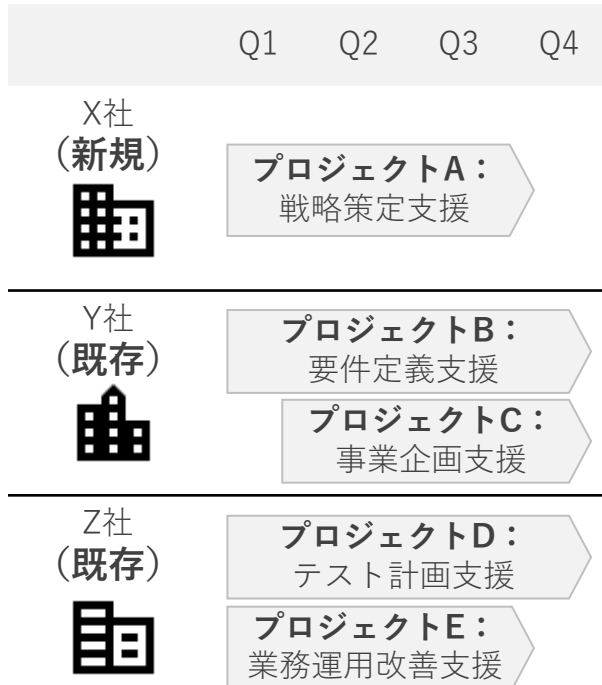 Q1 Q2 Q3 Q4
X社
（新規）
プロジェクトA：
戦略策定支援
Y社
（既存）
プロジェクトB：
要件定義支援
プロジェクトC：
事業企画支援
Z社
（既存）
プロジェクトD：
テスト計画支援
プロジェクトE：
業務運用改善支援